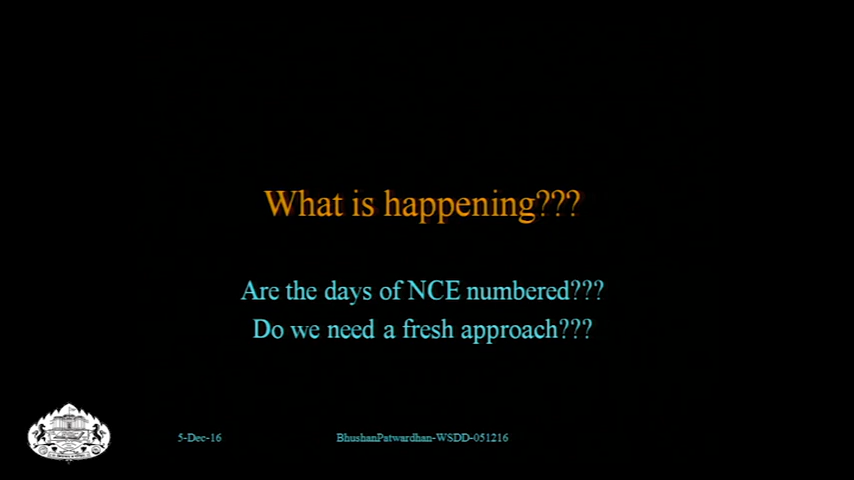 What is happening???
Are the days of NCE numbered???
Do we need a fresh approach???
5-Dec-16
BhushanPatwardhan-WSDD-051216